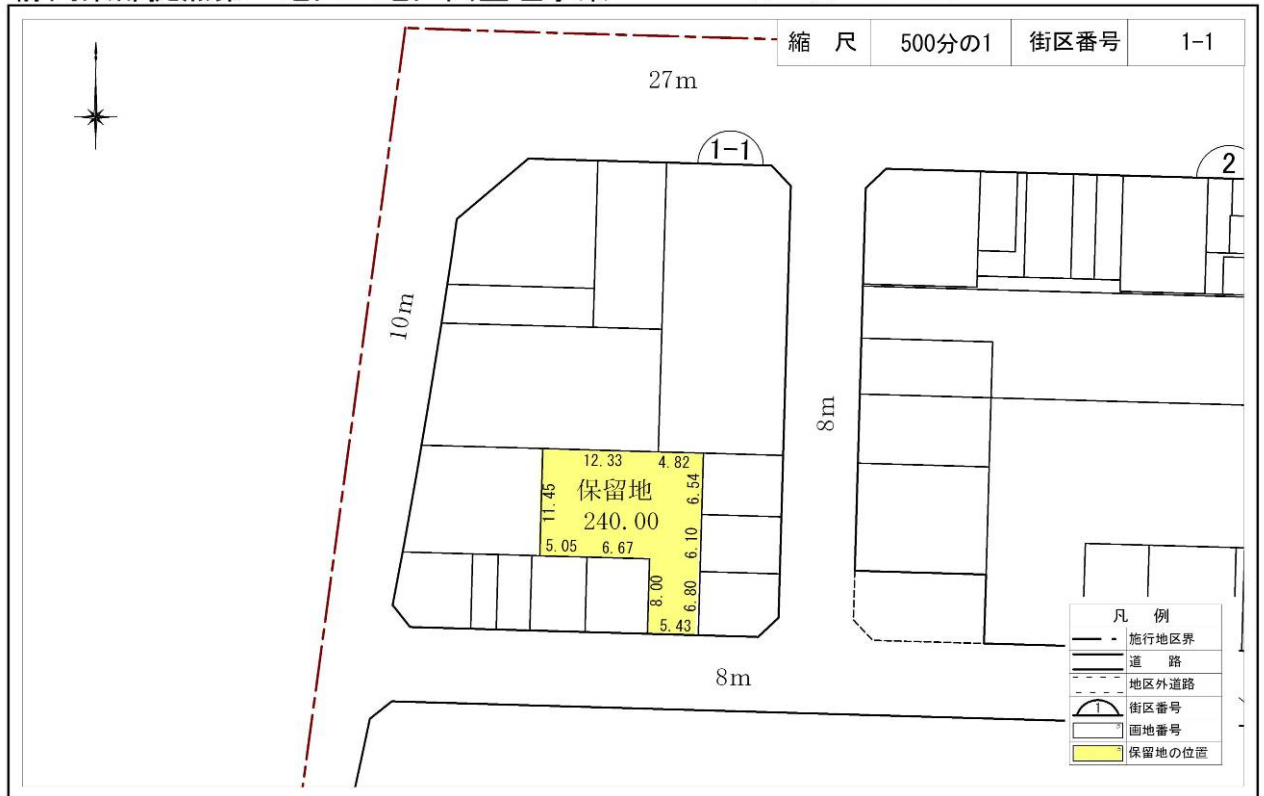 縮 尺 500分の1 街区番号 1-1
27m
1-1
2
10m
8m
12.33 4.82
保留地
240.00
11.45
6.54
6.10
5.05 6.67
8.00
6.80
5.43
8m
凡 例
施行地区界
道 路
地区外道路
1 街区番号
画地番号
保留地の位置